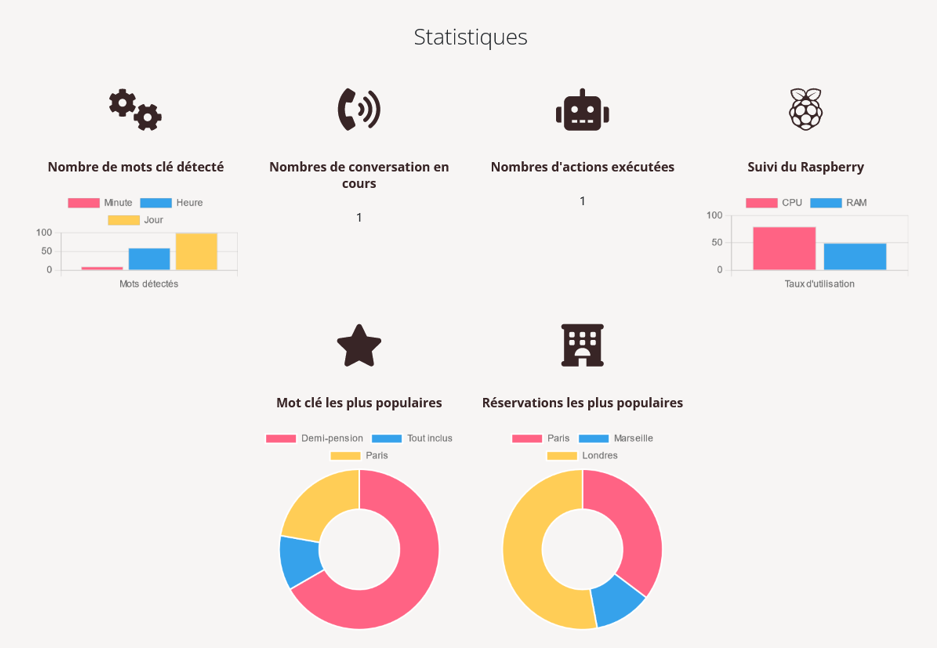 Statistiques
Nombre de mots clé détecté
Minute
Heure
Jour
100
50
0
Mots détectés
Nombres de conversation en
cours
1
Nombres d'actions exécutées
1
Suivi du Raspberry
CPU
RAM
100
50
0
Taux d'utilisation
Mot clé les plus populaires
Demi-pension
Tout inclus
Paris
Réservations les plus populaires
Paris
Marseille
Londres